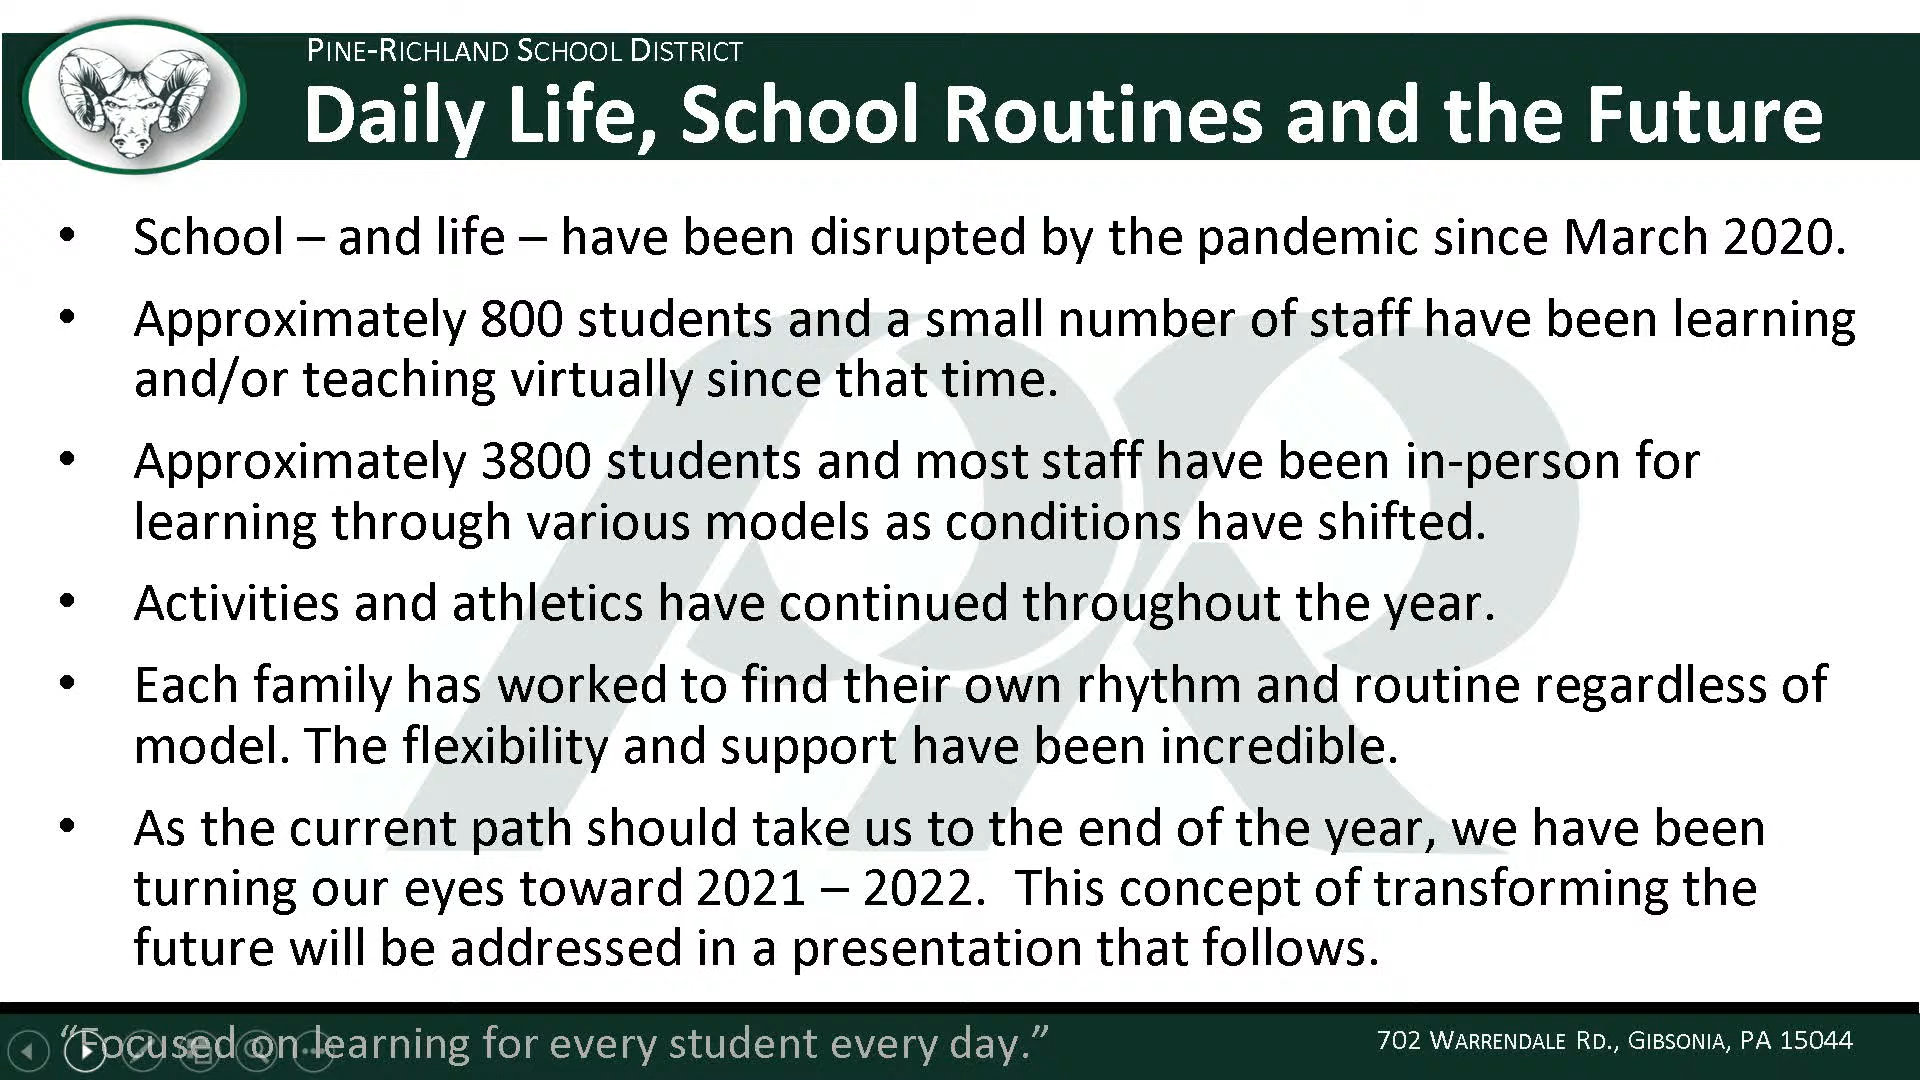 PINE-RICHLAND SCHOOL DISTRICT
Daily Life, School Routines and the Future
• School – and life – have been disrupted by the pandemic since March 2020.
• Approximately 800 students and a small number of staff have been learning
and/or teaching virtually since that time.
• Approximately 3800 students and most staff have been in-person for
learning through various models as conditions have shifted.
• Activities and athletics have continued throughout the year.
• Each family has worked to find their own rhythm and routine regardless of
model. The flexibility and support have been incredible.
• As the current path should take us to the end of the year, we have been
turning our eyes toward 2021 – 2022.  This concept of transforming the
future will be addressed in a presentation that follows.
“Focused on learning for every student every day.”
702 WARRENDALE RD., GIBSONIA, PA 15044
PR